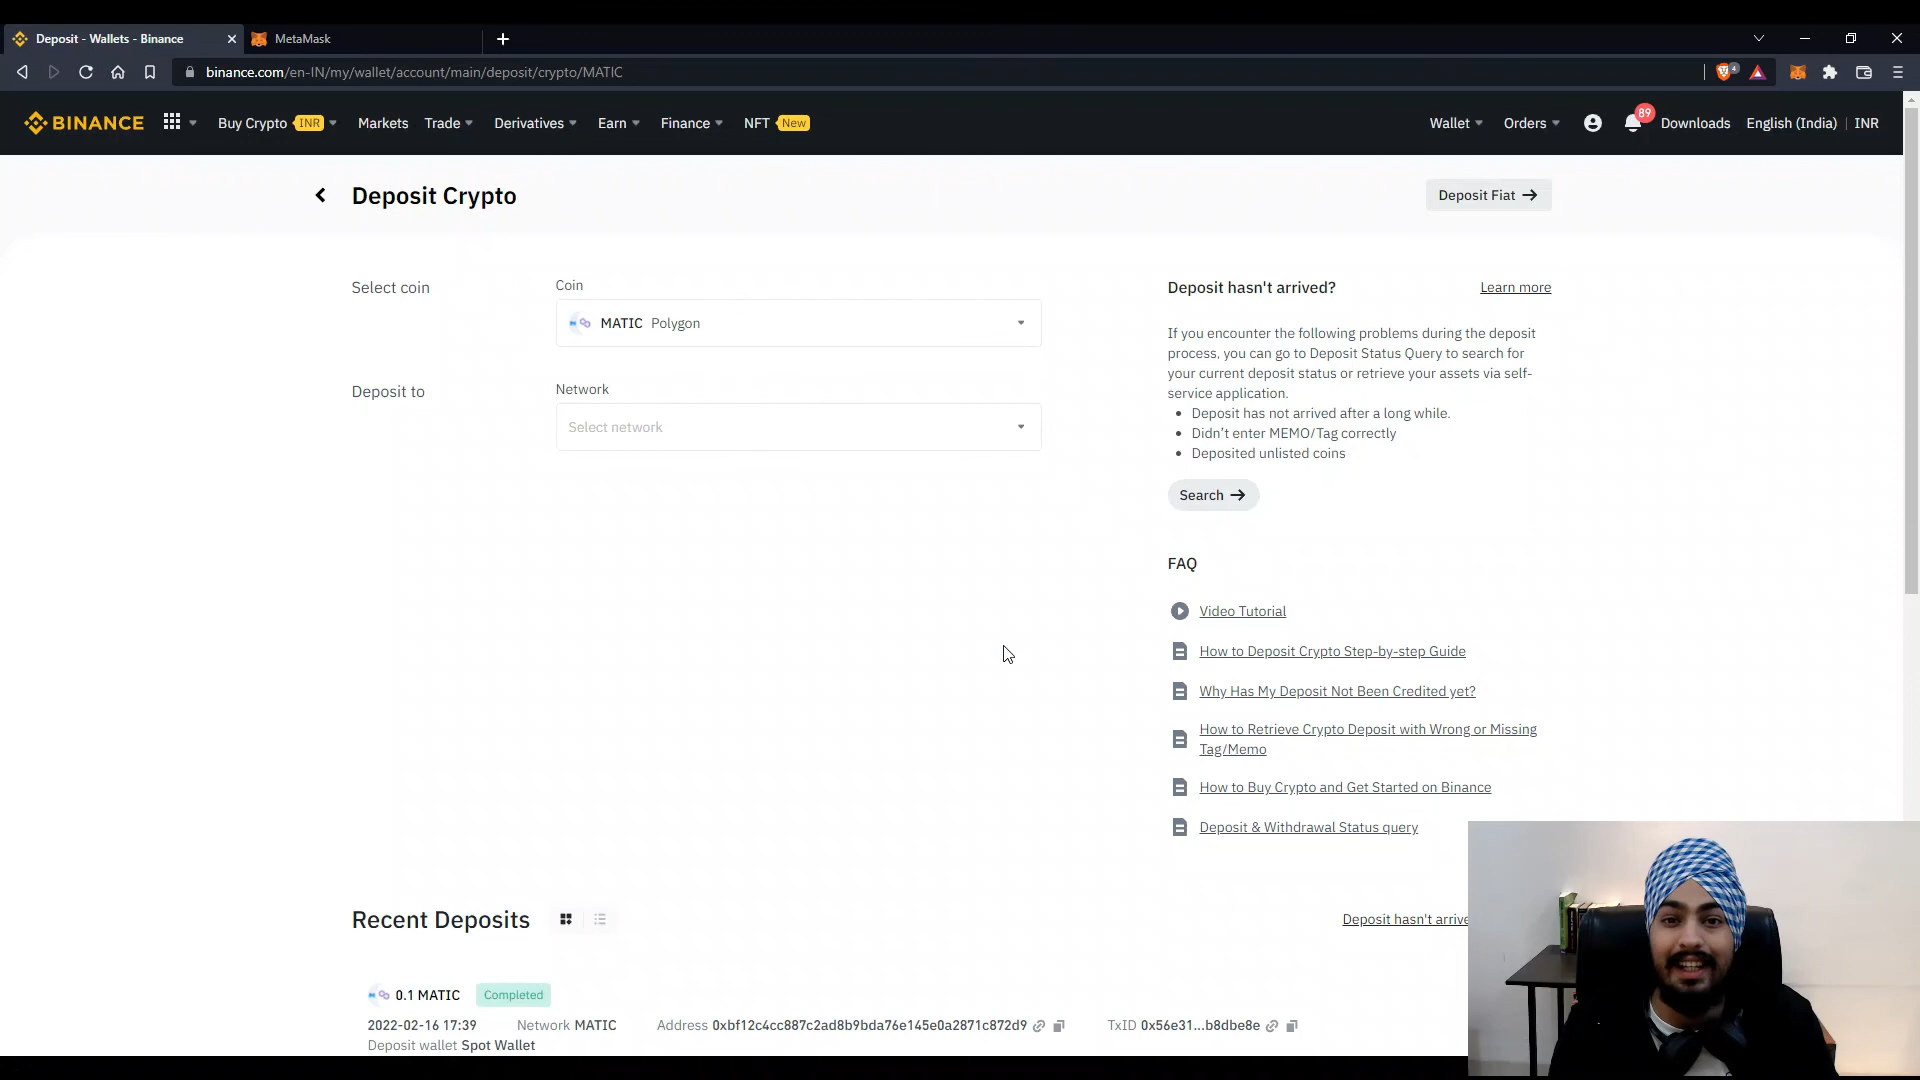 Deposit - Wallets - Binance
MetaMask
binance.com/en-IN/my/wallet/account/main/deposit/crypto/MATIC
4
BINANCE
Buy Crypto INR
Markets
Trade
Derivatives
Earn
Finance
NFT New
Wallet
Orders
89
Downloads
English (India)
INR
Deposit Crypto
Deposit Fiat
Select coin
Coin
MATIC Polygon
Deposit to
Network
Select network
Deposit hasn't arrived?
Learn more
If you encounter the following problems during the deposit
process, you can go to Deposit Status Query to search for
your current deposit status or retrieve your assets via self-
service application.
Deposit has not arrived after a long while.
Didn't enter MEMO/Tag correctly
Deposited unlisted coins
Search
FAQ
Video Tutorial
How to Deposit Crypto Step-by-step Guide
Why Has My Deposit Not Been Credited yet?
How to Retrieve Crypto Deposit with Wrong or Missing
Tag/Memo
How to Buy Crypto and Get Started on Binance
Deposit & Withdrawal Status query
Recent Deposits
Deposit hasn't arrive
0.1 MATIC Completed
2022-02-16 17:39 Network MATIC Address 0xbf12c4cc887c2ad8b9bda76e145e0a2871c872d9 TxID 0x56e31...b8dbe8e
Deposit wallet Spot Wallet